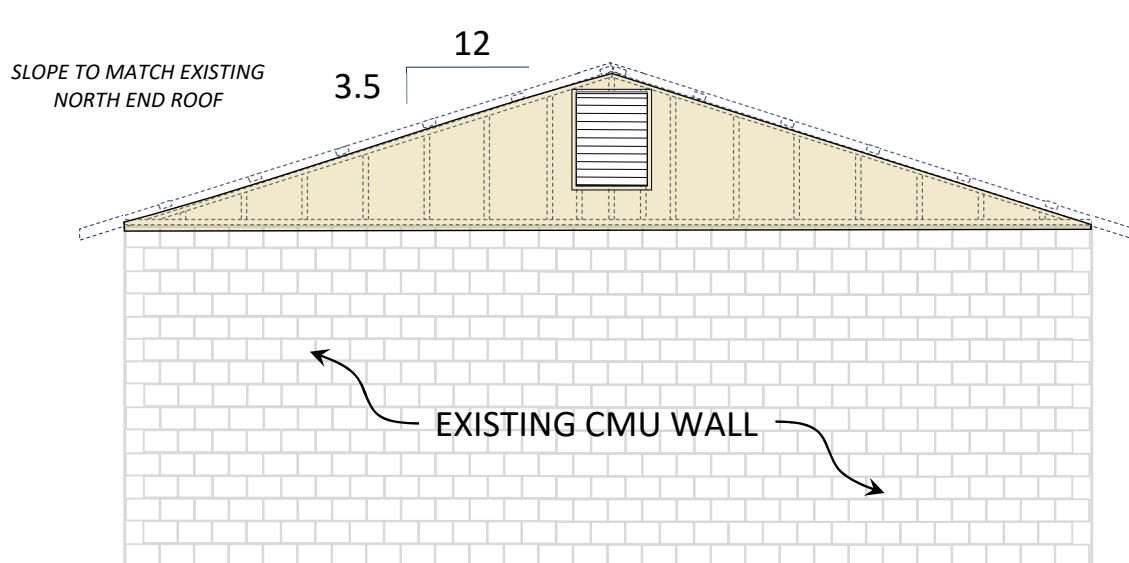 12
SLOPE TO MATCH EXISTING
NORTH END ROOF
3.5
EXISTING CMU WALL